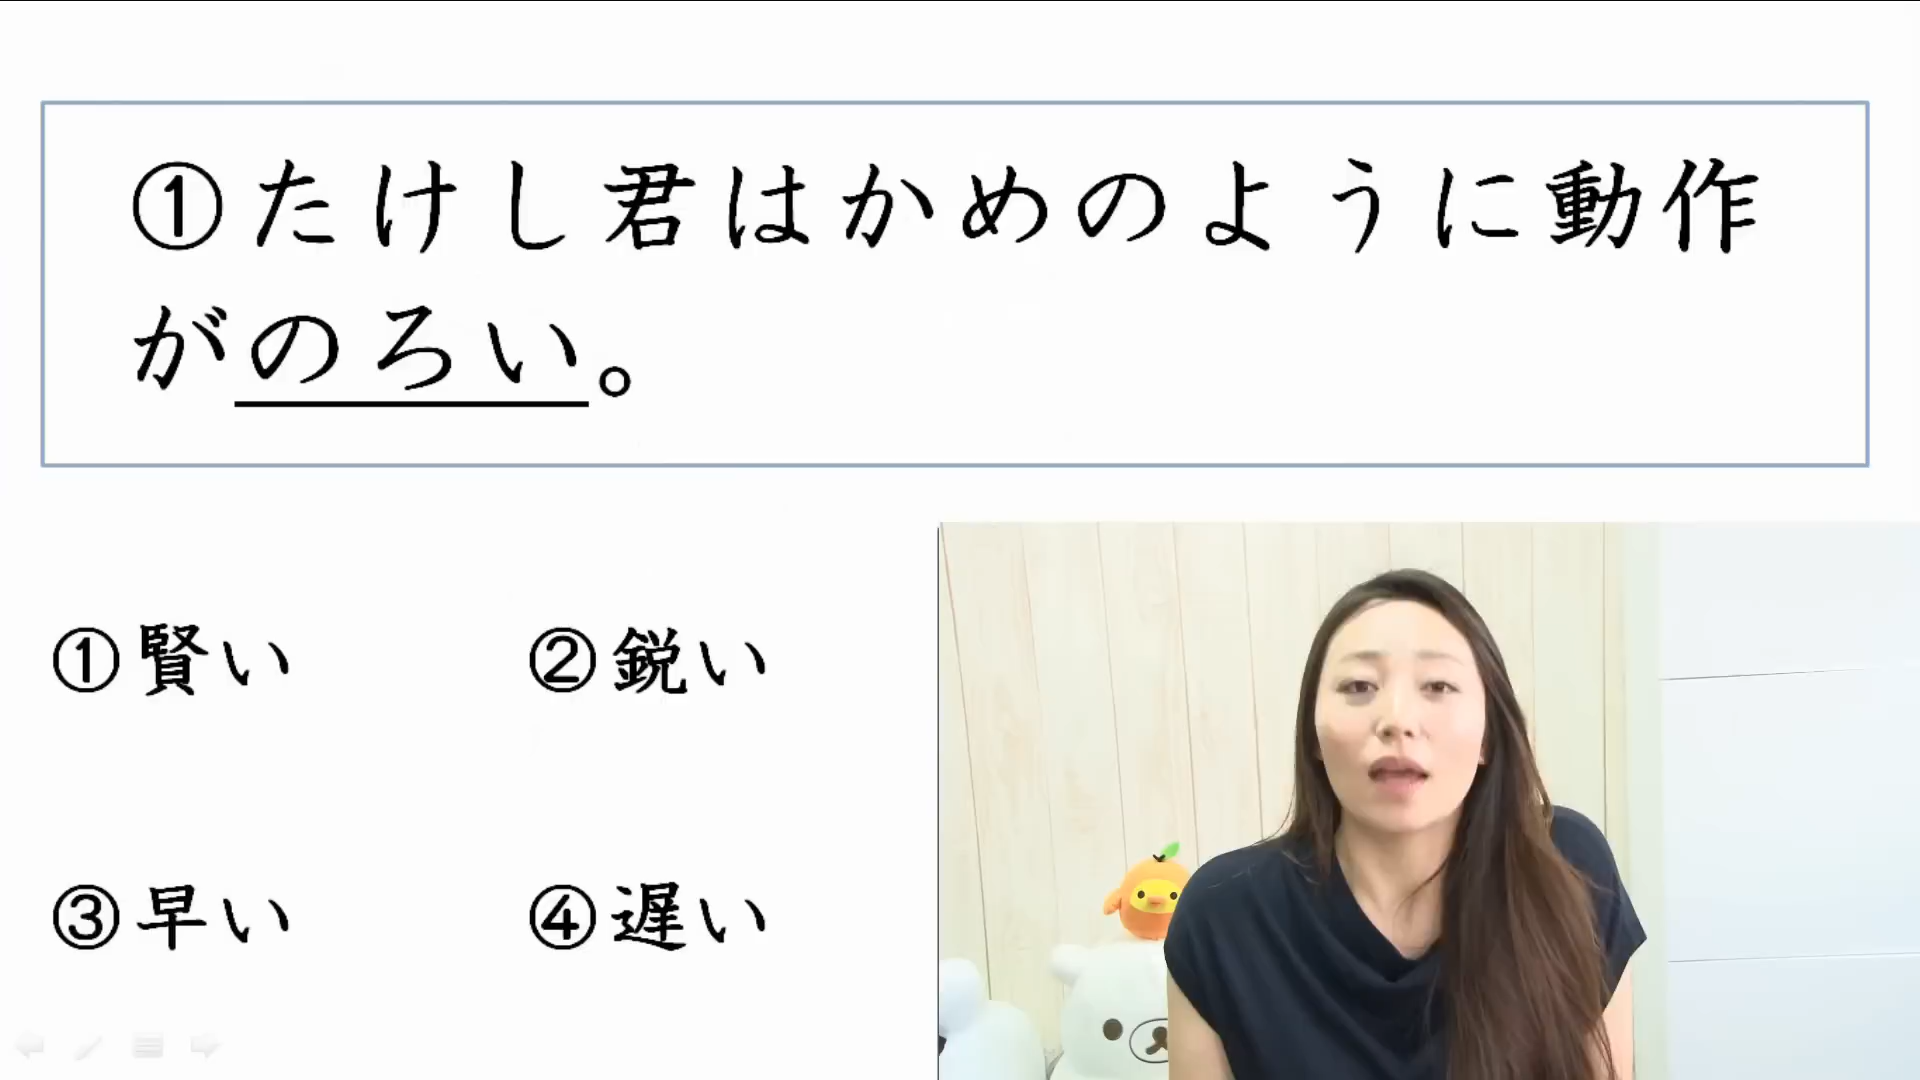 ①たけし君はかめのように動作
がのろい。
①賢い ②鋭い
③早い ④遅い